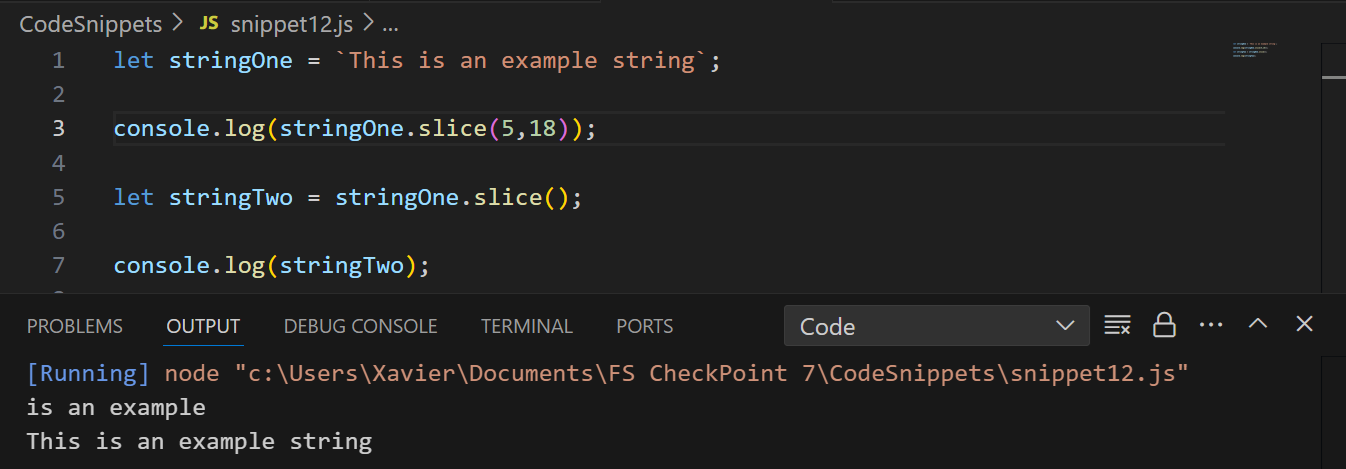 CodeSnippets > JS snippet12.js > ...
1 let stringOne = `This is an example string`;
2
3 console.log(stringOne.slice(5,18));
4
5 let stringTwo = stringOne.slice();
6
7 console.log(stringTwo);
PROBLEMS OUTPUT DEBUG CONSOLE TERMINAL PORTS Code
[Running] node "c:\Users\Xavier\Documents\FS CheckPoint 7\CodeSnippets\snippet12.js"
is an example
This is an example string